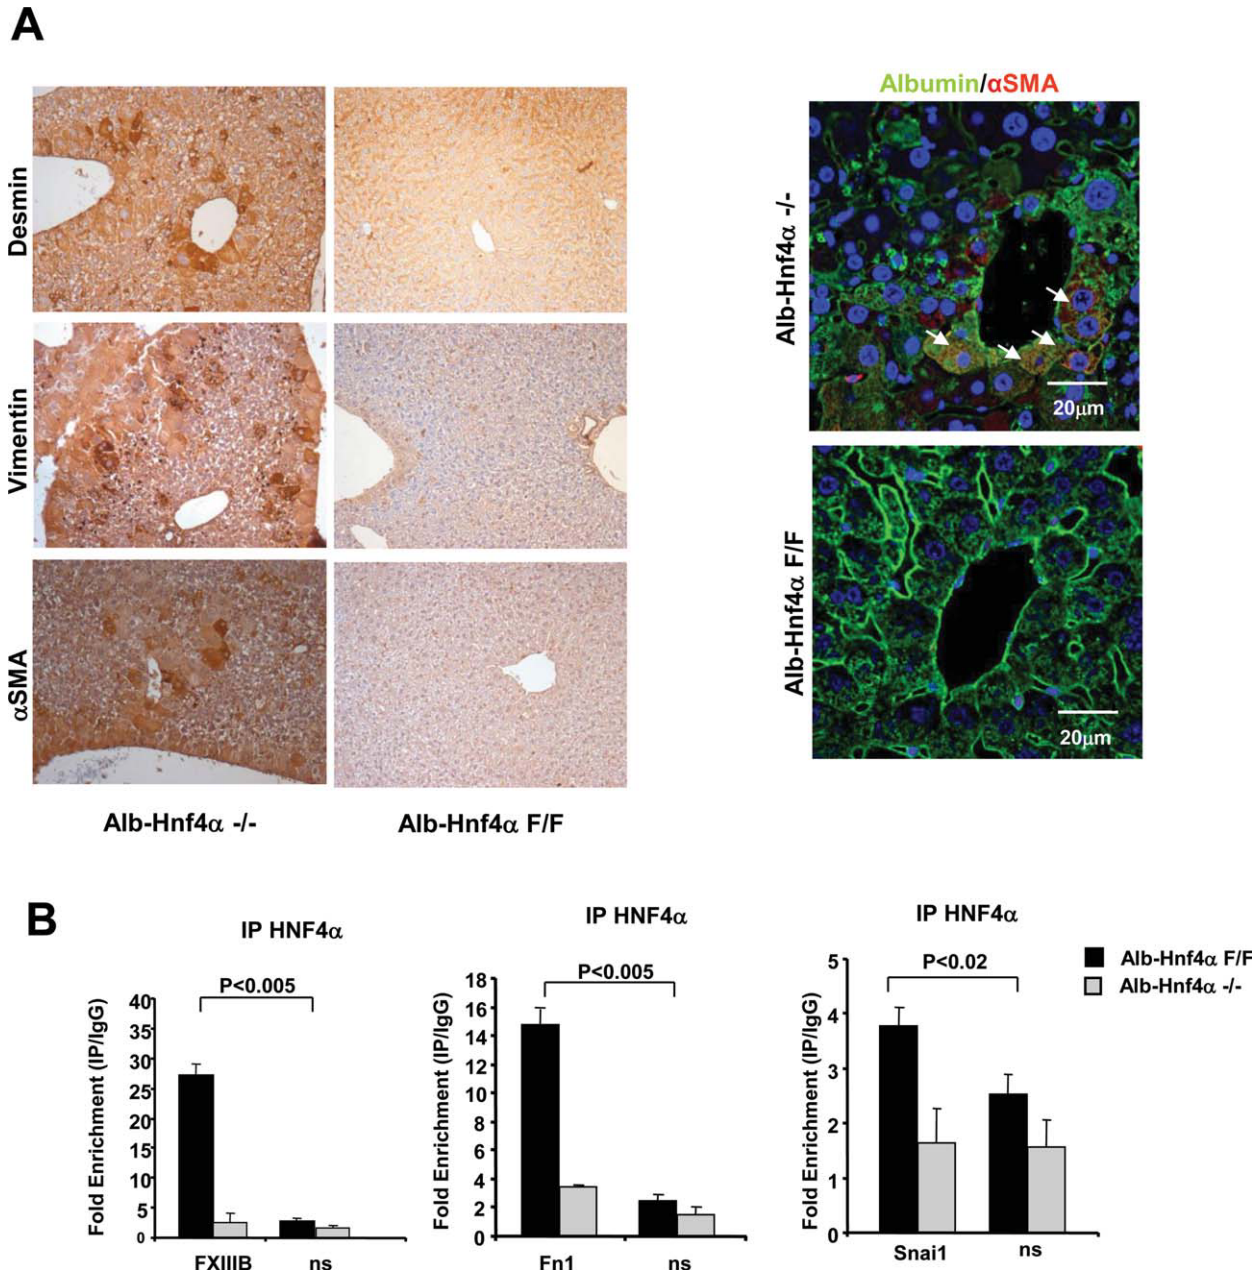 A
Desmin
Vimentin
αSMA
Alb-Hnf4α -/-
Alb-Hnf4α F/F
Albumin/αSMA
Alb-Hnf4α -/-
20μm
Alb-Hnf4α F/F
20μm
B
IP HNF4α
P<0.005
Fold Enrichment (IP/IgG)
40
35
30
25
20
15
10
5
0
FXIIIB
ns
IP HNF4α
P<0.005
Fold Enrichment (IP/IgG)
18
16
14
12
10
8
6
4
2
0
Fn1
ns
IP HNF4α
P<0.02
Fold Enrichment (IP/IgG)
5
4
3
2
1
0
Snai1
ns
Alb-Hnf4α F/F
Alb-Hnf4α -/-